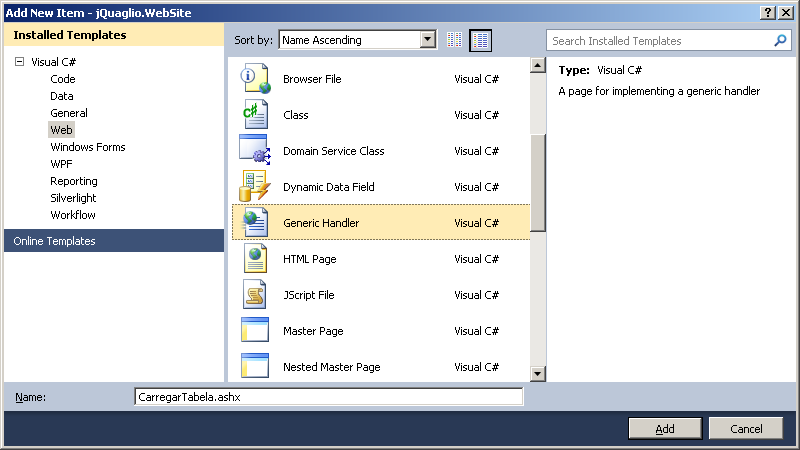 Add New Item - jQuaglio.WebSite
Installed Templates
Visual C#
Code
Data
General
Web
Windows Forms
WPF
Reporting
Silverlight
Workflow
Online Templates
Sort by: Name Ascending
Browser File Visual C#
Class Visual C#
Domain Service Class Visual C#
Dynamic Data Field Visual C#
Generic Handler Visual C#
HTML Page Visual C#
JScript File Visual C#
Master Page Visual C#
Nested Master Page Visual C#
Search Installed Templates
Type: Visual C#
A page for implementing a generic handler
Name: CarregarTabela.ashx
Add Cancel